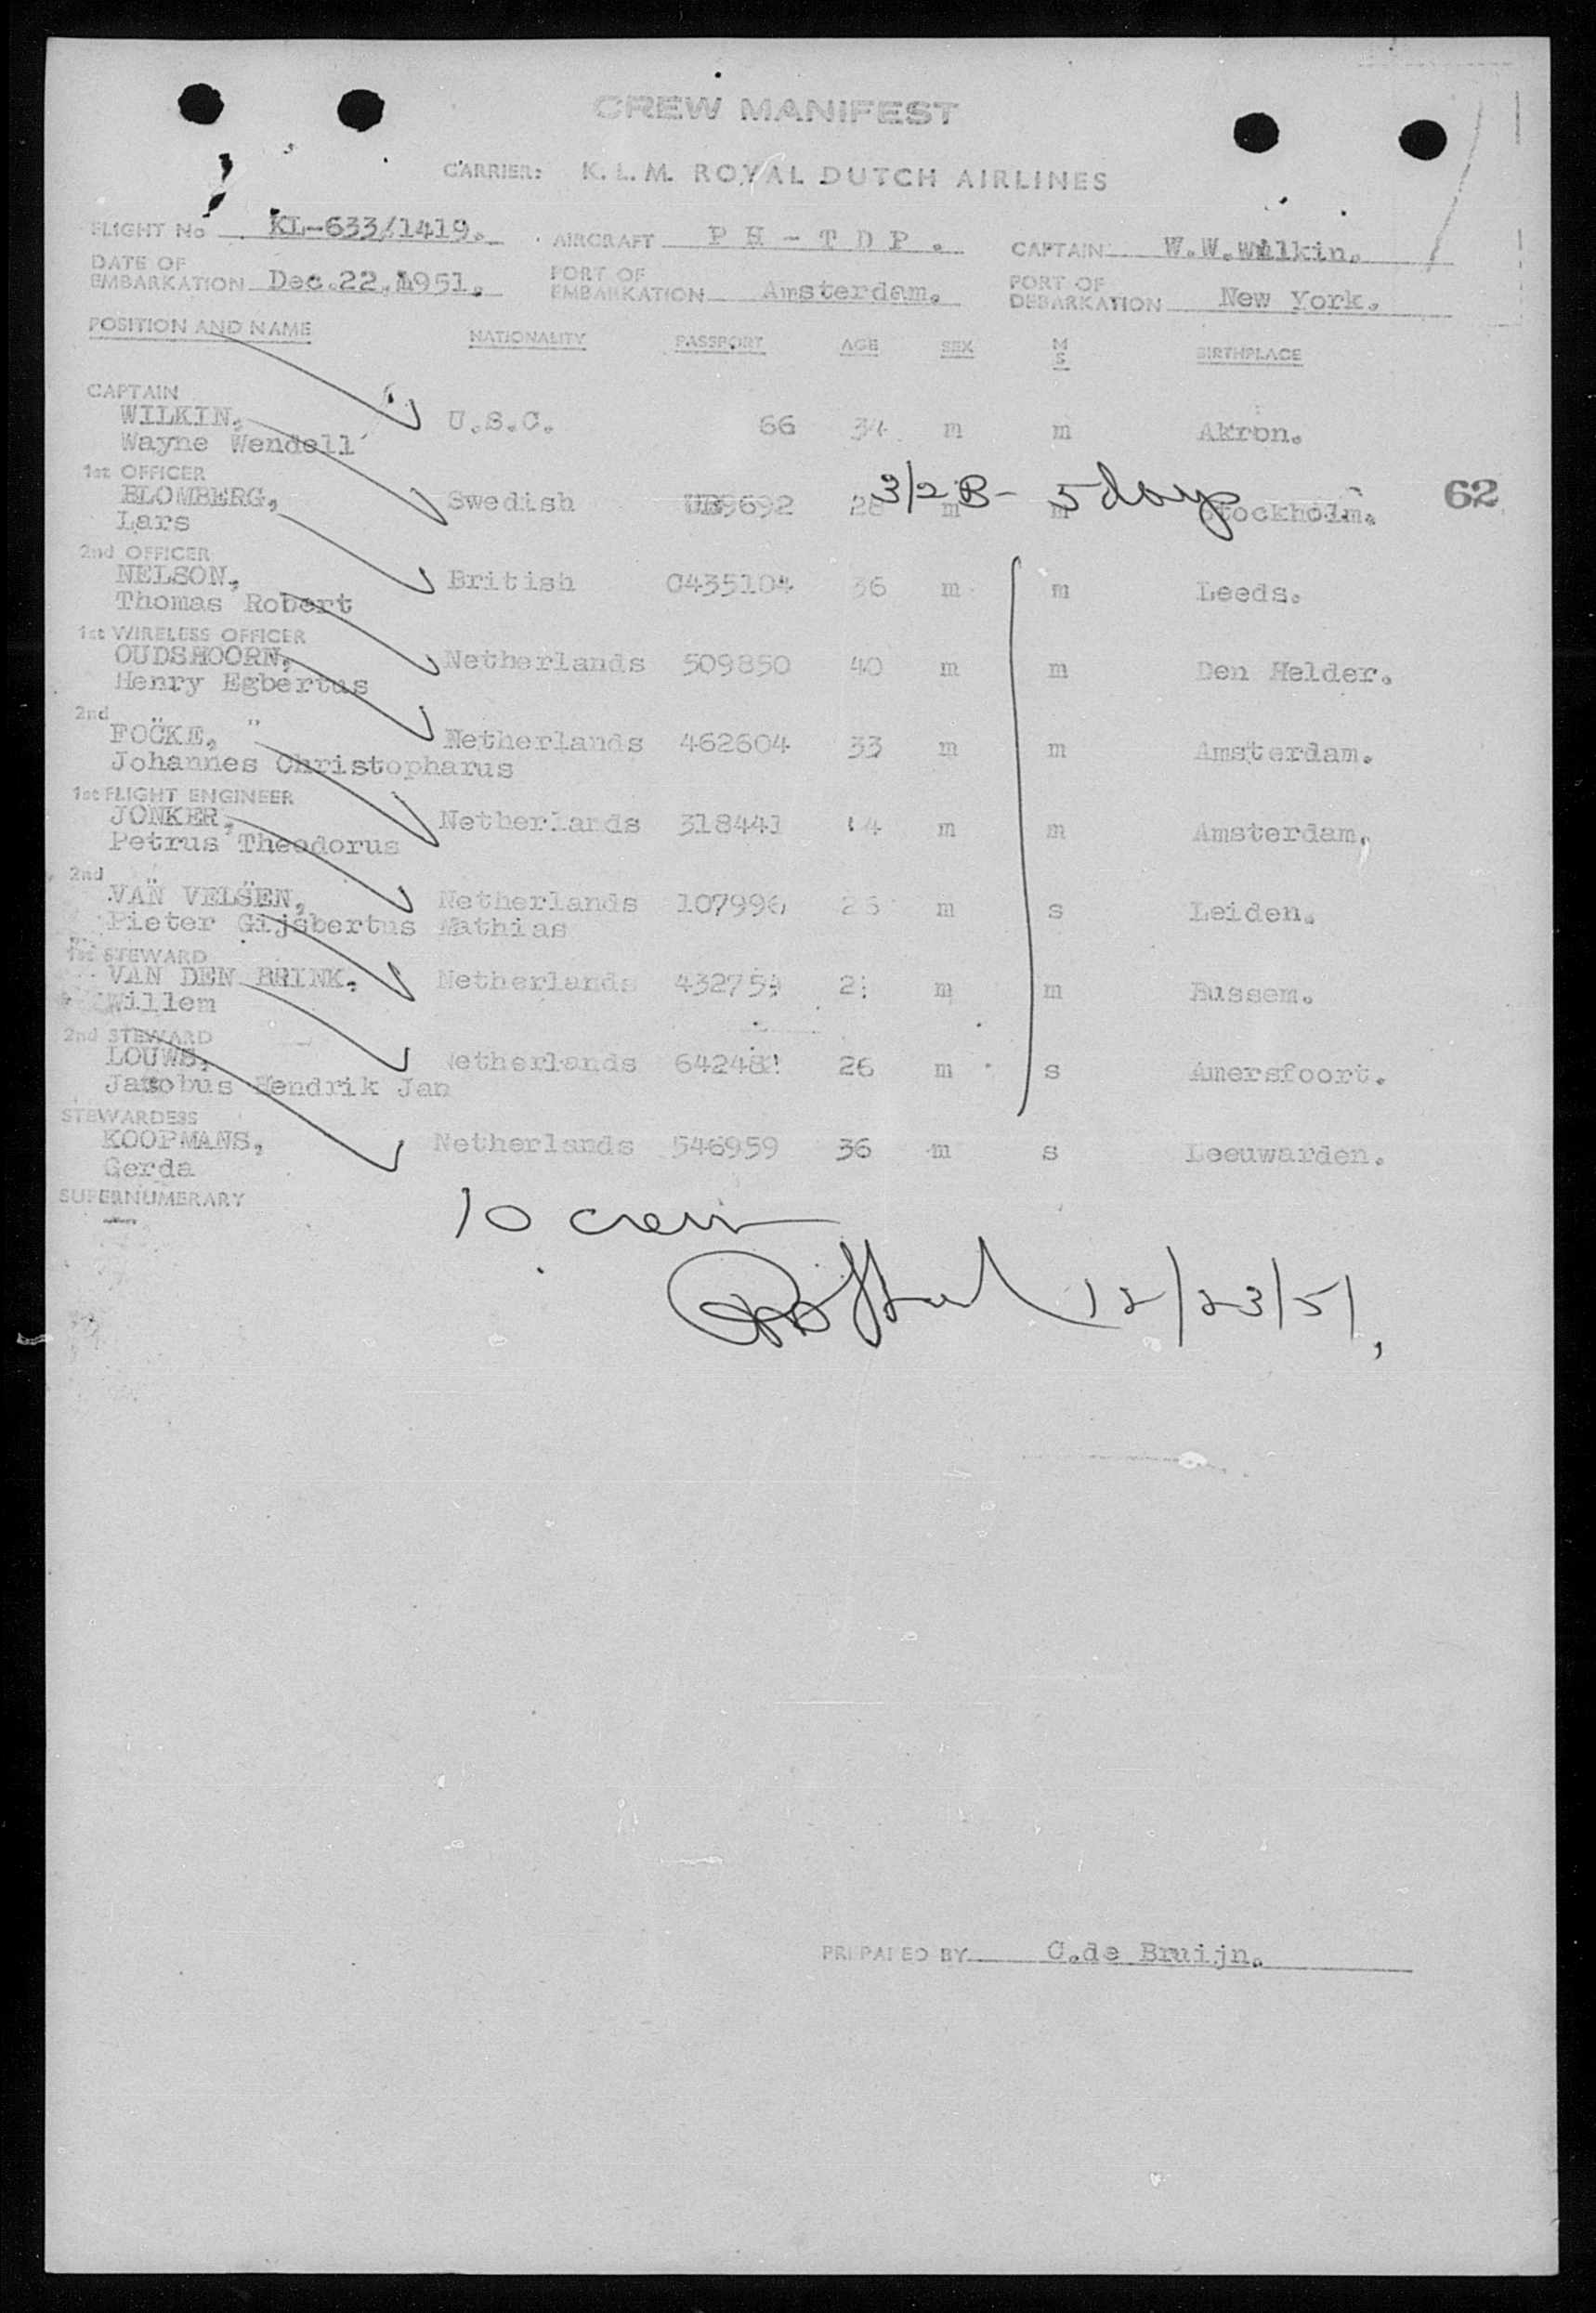 CREW MANIFEST
CARRIER: K. L. M. ROYAL DUTCH AIRLINES
FLIGHT No KL-633/1419. AIRCRAFT P H - T D P . CAPTAIN W.W.Wilkin.
DATE OF EMBARKATION Dec.22.1951. PORT OF EMBARKATION Amsterdam. PORT OF DEBARKATION New York.
POSITION AND NAME NATIONALITY PASSPORT AGE SEX M S BIRTHPLACE
CAPTAIN
WILKIN, U.S.C. 66 34 m m Akron.
Wayne Wendell
1st OFFICER
BLOMBERG, Swedish 9692 28 m m Stockholm.
3/2 B - 5 days 62
Lars
2nd OFFICER
NELSON, British C435104 36 m m Leeds.
Thomas Robert
1st WIRELESS OFFICER
OUDSHOORN, Netherlands 509850 40 m m Den Helder.
Henry Egbertus
2nd " "
FOCKE, Netherlands 462604 33 m m Amsterdam.
Johannes Christopharus
1st FLIGHT ENGINEER
JONKER, Netherlands 318441 m m Amsterdam.
Petrus Theodorus
2nd " "
VAN VELSEN, Netherlands 107996 m s Leiden.
Pieter Gijsbertus Mathias
1st STEWARD
VAN DEN BRINK, Netherlands m m Bussem.
Willem
2nd STEWARD
LOUWS, Netherlands 26 m s Amersfoort.
Jacobus Hendrik Jan
STEWARDESS
KOOPMANS, Netherlands 546959 36 m s Leeuwarden.
Gerda
SUPERNUMERARY
10 crew
12/23/51
PREPARED BY C.de Bruijn.